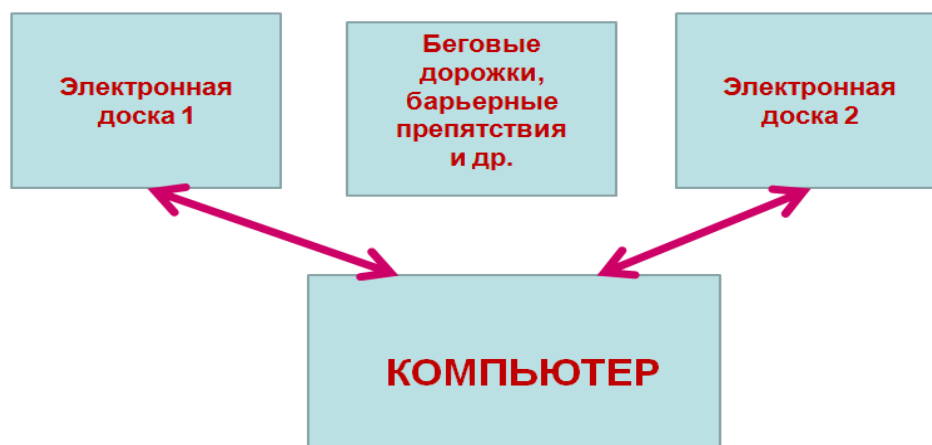 Электронная
доска 1
Беговые
дорожки,
барьерные
препятствия
и др.
Электронная
доска 2
КОМПЬЮТЕР